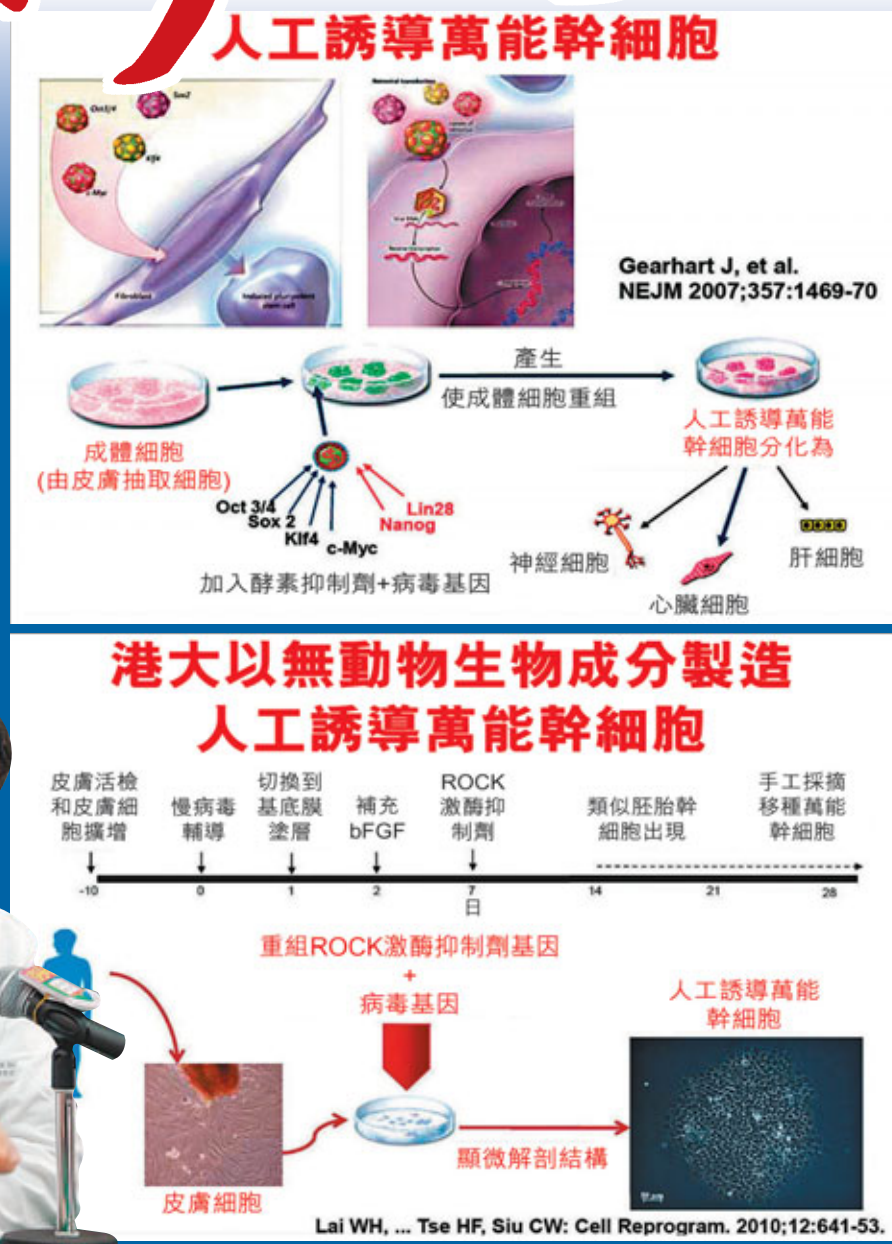 人工誘導萬能幹細胞
Oct3/4
Sox2
Klf4
c-Myc
Fibroblast
Induced pluripotent
stem cell
Retroviral transduction
Reverse transcription
Gearhart J, et al.
NEJM 2007;357:1469-70
產生
使成體細胞重組
成體細胞
(由皮膚抽取細胞)
人工誘導萬能
幹細胞分化為
Oct 3/4
Sox 2
Klf4
c-Myc
Lin28
Nanog
加入酵素抑制劑+病毒基因
神經細胞
心臟細胞
肝細胞
港大以無動物生物成分製造
人工誘導萬能幹細胞
皮膚活檢
和皮膚細
胞擴增
慢病毒
輔導
切換到
基底膜
塗層
補充
bFGF
ROCK
激酶抑
制劑
類似胚胎幹
細胞出現
手工採摘
移種萬能
幹細胞
-10 0 1 2 7 14 21 28
日
重組ROCK激酶抑制劑基因
+
病毒基因
人工誘導萬能
幹細胞
皮膚細胞
顯微解剖結構
Lai WH, ... Tse HF, Siu CW: Cell Reprogram. 2010;12:641-53.